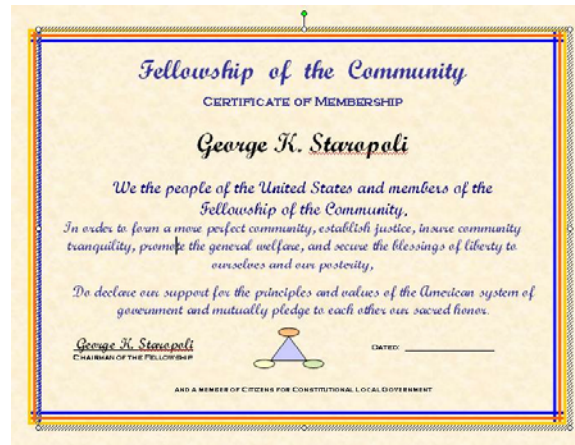 Fellowship of the Community
CERTIFICATE OF MEMBERSHIP
George K. Staropoli
We the people of the United States and members of the
Fellowship of the Community,
In order to form a more perfect community, establish justice, insure community
tranquility, promote the general welfare, and secure the blessings of liberty to
ourselves and our posterity,
Do declare our support for the principles and values of the American system of
government and mutually pledge to each other our sacred honor.
George K. Staropoli
CHAIRMAN OF THE FELLOWSHIP
DATED:
AND A MEMBER OF CITIZENS FOR CONSTITUTIONAL LOCAL GOVERNMENT